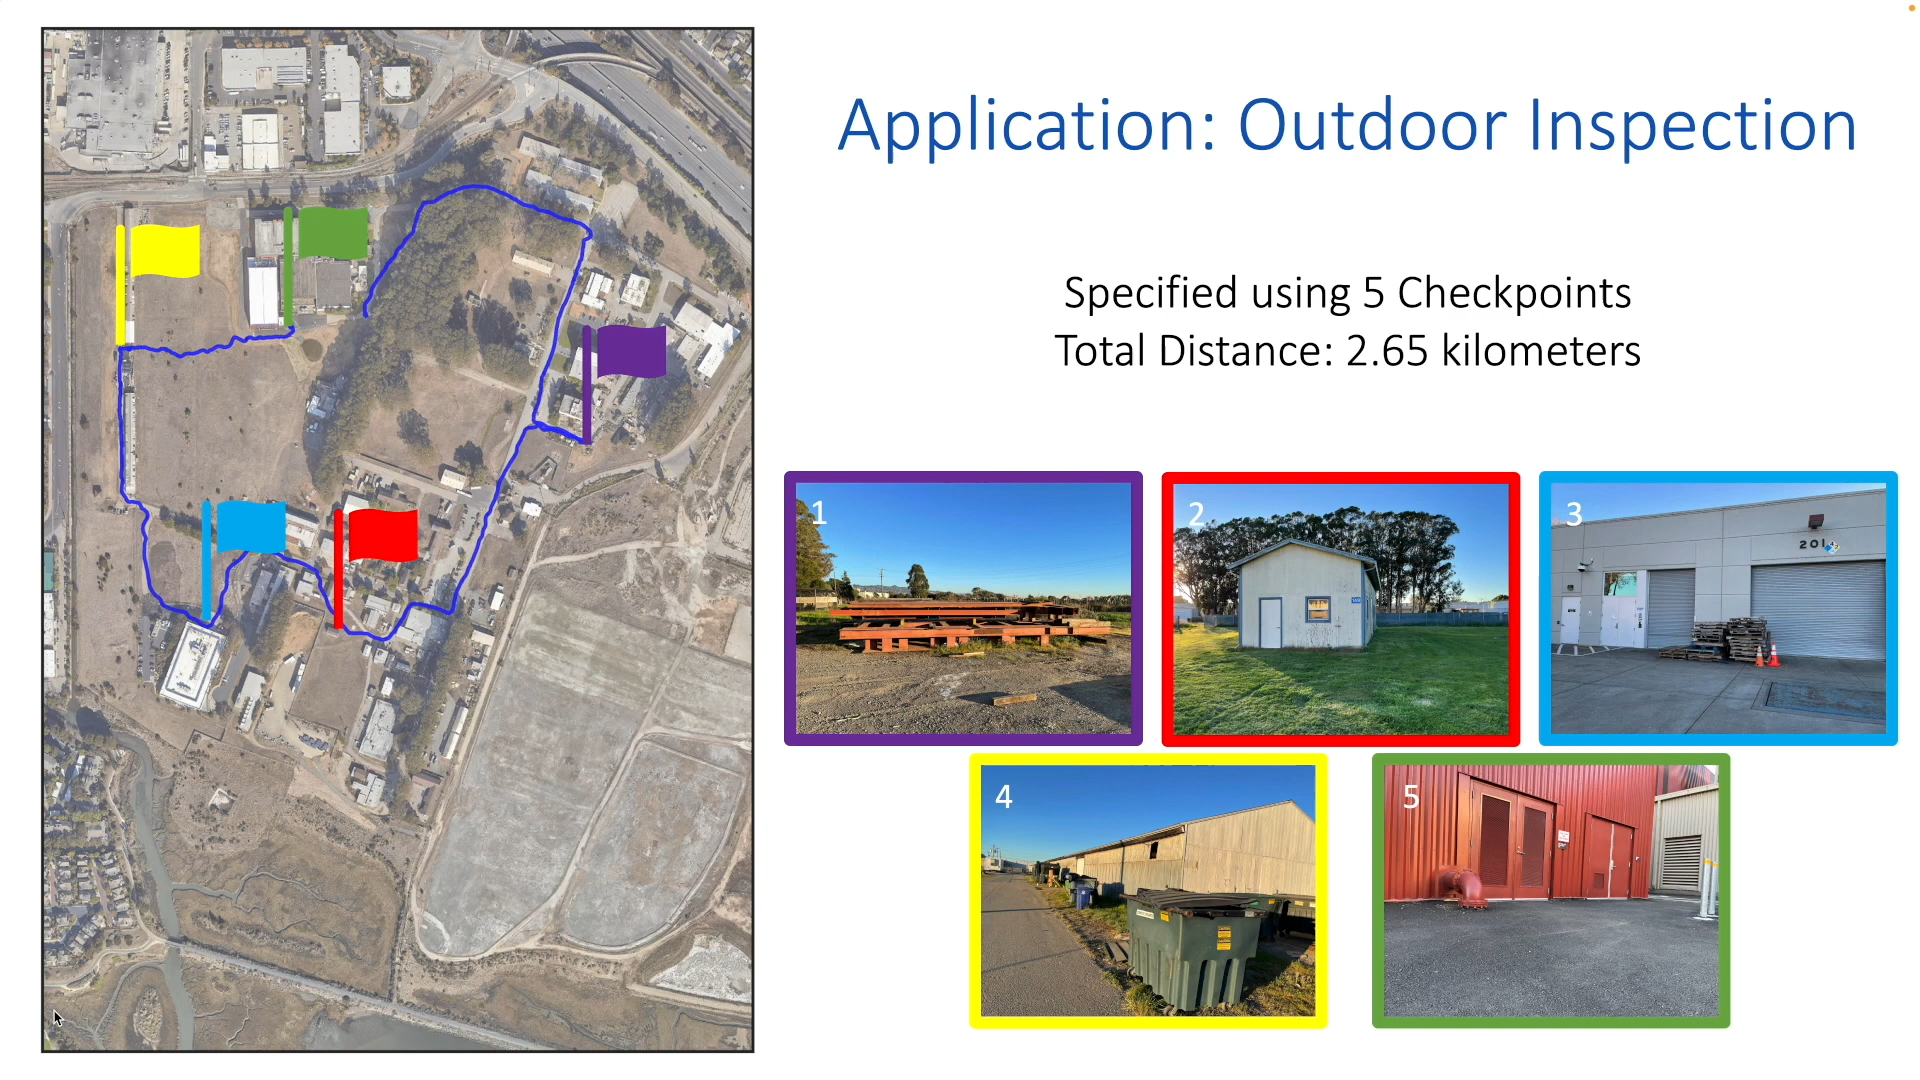 Application: Outdoor Inspection
Specified using 5 Checkpoints
Total Distance: 2.65 kilometers
1
2
3
201
4
5